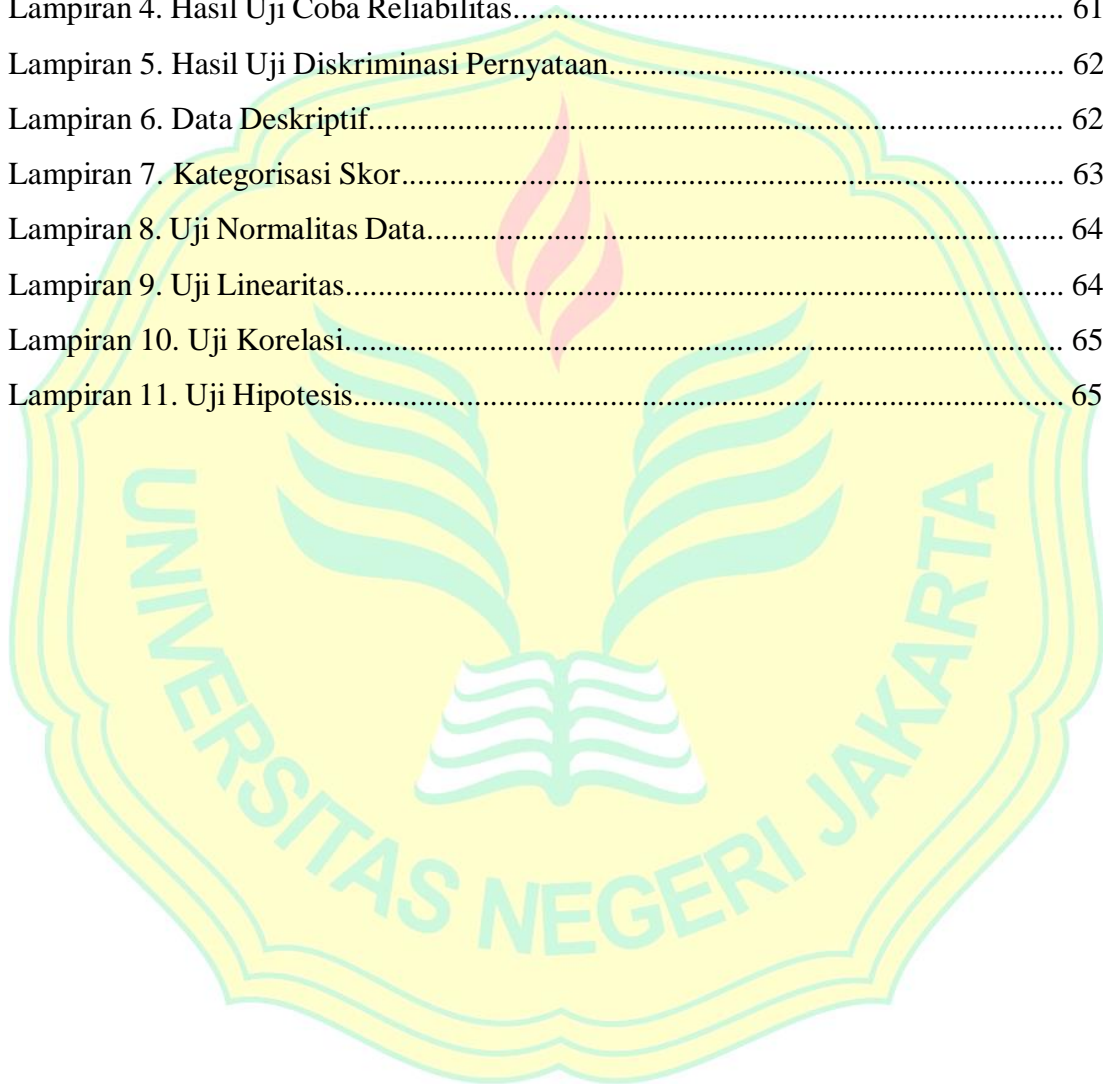 Lampiran 4. Hasil Uji Coba Reliabilitas.................................................................................. 61
Lampiran 5. Hasil Uji Diskriminasi Pernyataan.................................................................... 62
Lampiran 6. Data Deskriptif.................................................................................................. 62
Lampiran 7. Kategorisasi Skor.............................................................................................. 63
Lampiran 8. Uji Normalitas Data........................................................................................... 64
Lampiran 9. Uji Linearitas..................................................................................................... 64
Lampiran 10. Uji Korelasi...................................................................................................... 65
Lampiran 11. Uji Hipotesis.................................................................................................... 65
UNIVERSITAS NEGERI JAKARTA